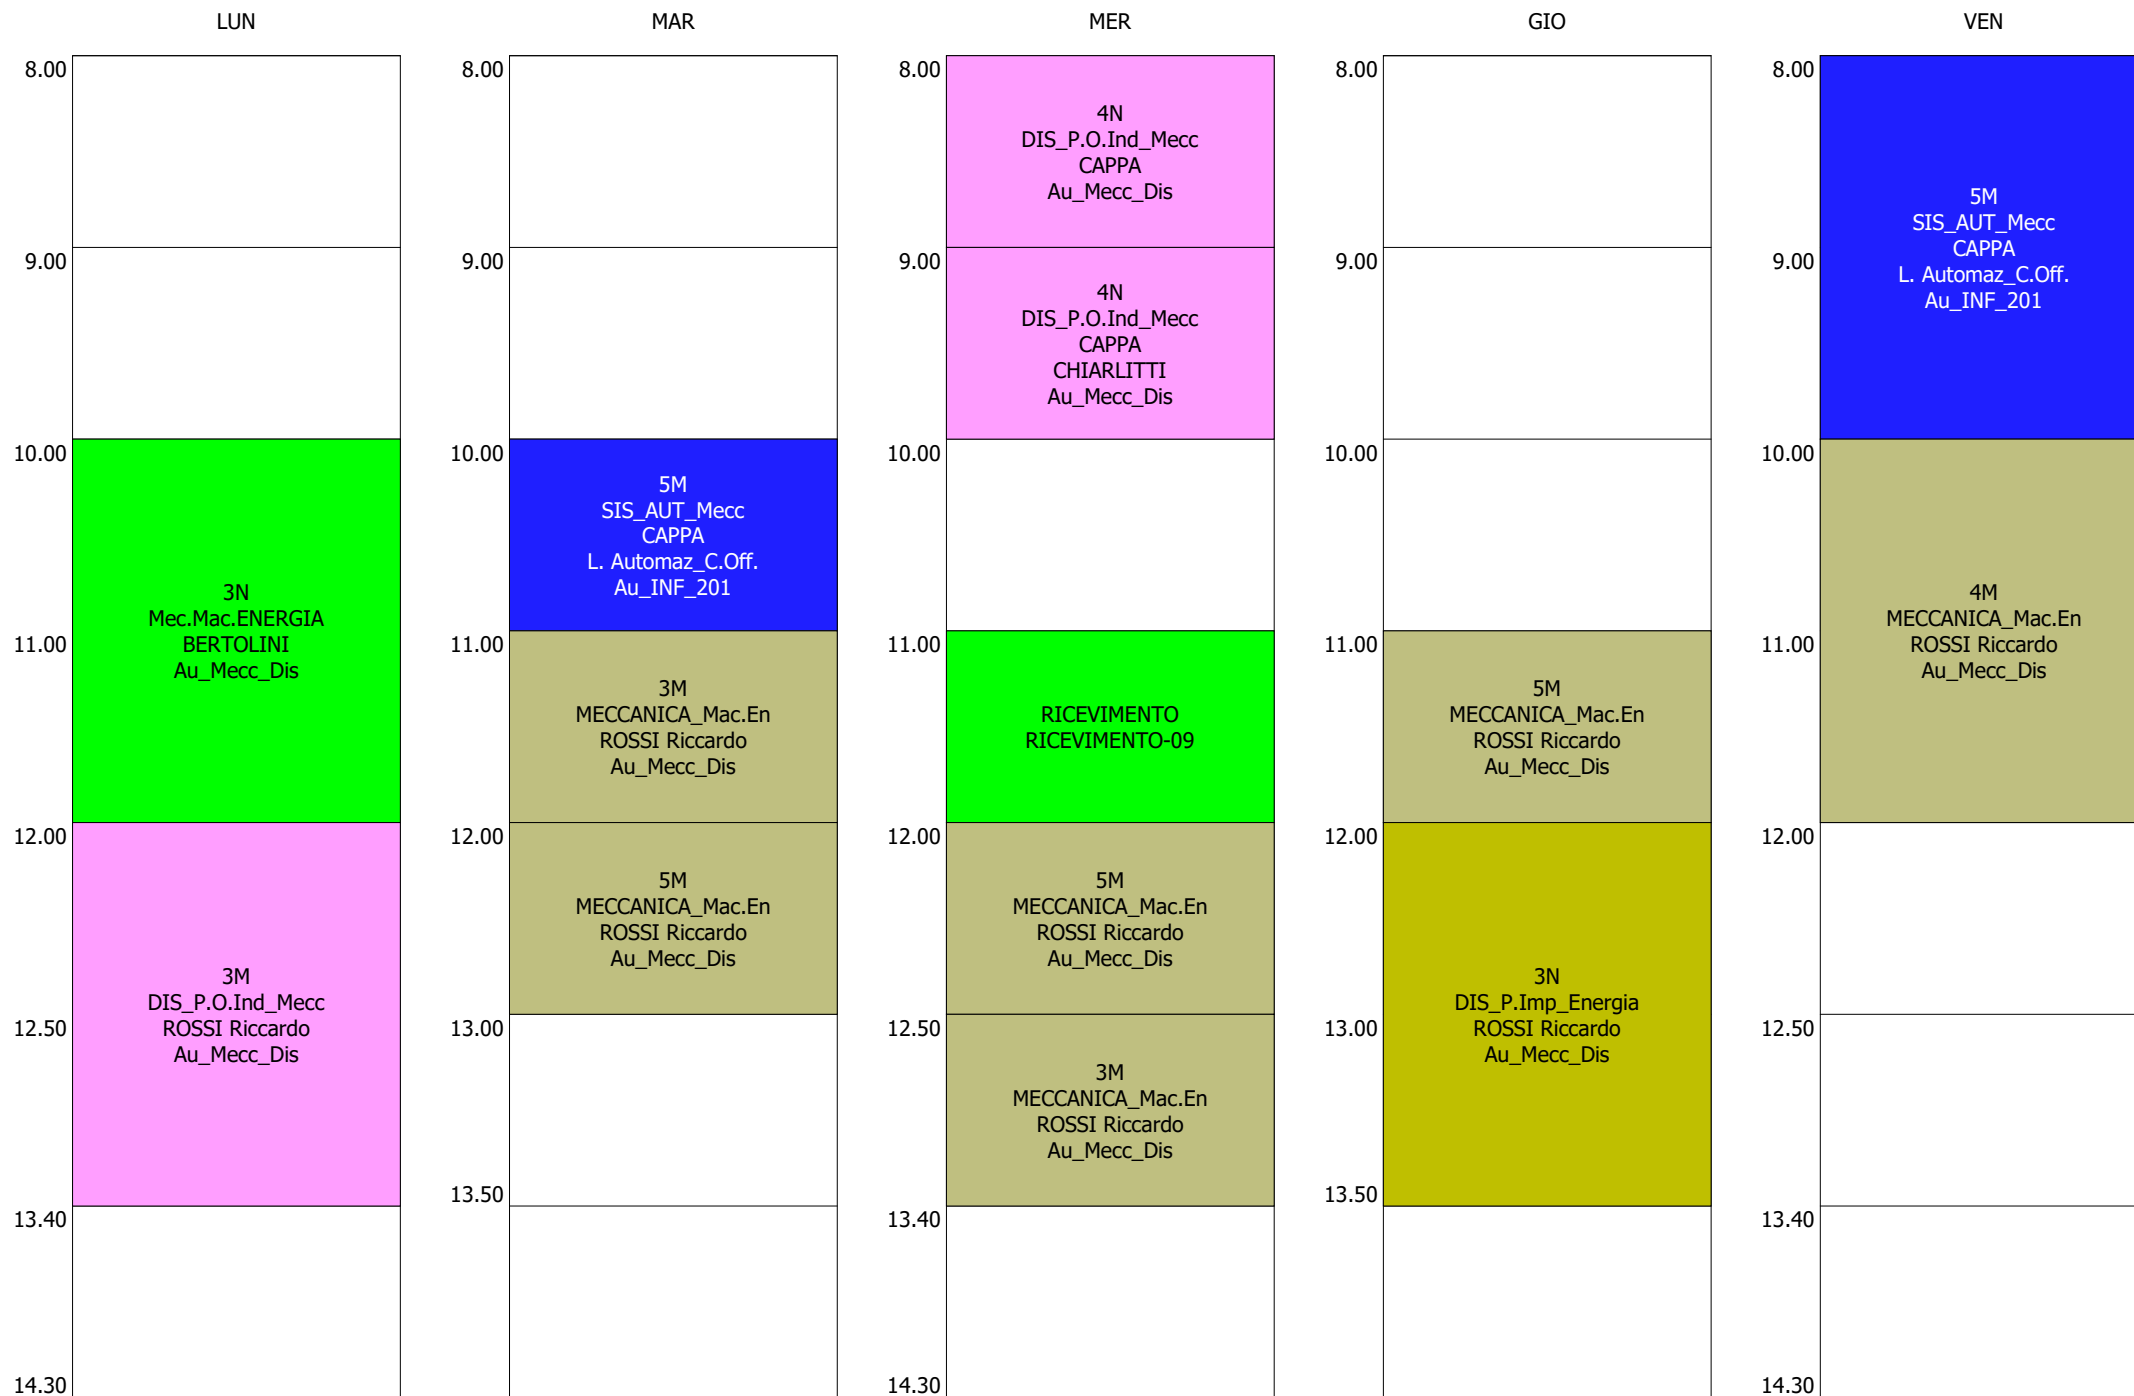 LUN
8.00
9.00
10.00
11.00
12.00
12.50
13.40
14.30
3N
Mec.Mac.ENERGIA
BERTOLINI
Au_Mecc_Dis
3M
DIS_P.O.Ind_Mecc
ROSSI Riccardo
Au_Mecc_Dis
MAR
8.00
9.00
10.00
11.00
12.00
13.00
13.50
5M
SIS_AUT_Mecc
CAPPA
L. Automaz_C.Off.
Au_INF_201
3M
MECCANICA_Mac.En
ROSSI Riccardo
Au_Mecc_Dis
5M
MECCANICA_Mac.En
ROSSI Riccardo
Au_Mecc_Dis
MER
8.00
9.00
10.00
11.00
12.00
12.50
13.40
14.30
4N
DIS_P.O.Ind_Mecc
CAPPA
Au_Mecc_Dis
4N
DIS_P.O.Ind_Mecc
CAPPA
CHIARLITTI
Au_Mecc_Dis
RICEVIMENTO
RICEVIMENTO-09
5M
MECCANICA_Mac.En
ROSSI Riccardo
Au_Mecc_Dis
3M
MECCANICA_Mac.En
ROSSI Riccardo
Au_Mecc_Dis
GIO
8.00
9.00
10.00
11.00
12.00
13.00
13.50
5M
MECCANICA_Mac.En
ROSSI Riccardo
Au_Mecc_Dis
3N
DIS_P.Imp_Energia
ROSSI Riccardo
Au_Mecc_Dis
VEN
8.00
9.00
10.00
11.00
12.00
12.50
13.40
14.30
5M
SIS_AUT_Mecc
CAPPA
L. Automaz_C.Off.
Au_INF_201
4M
MECCANICA_Mac.En
ROSSI Riccardo
Au_Mecc_Dis